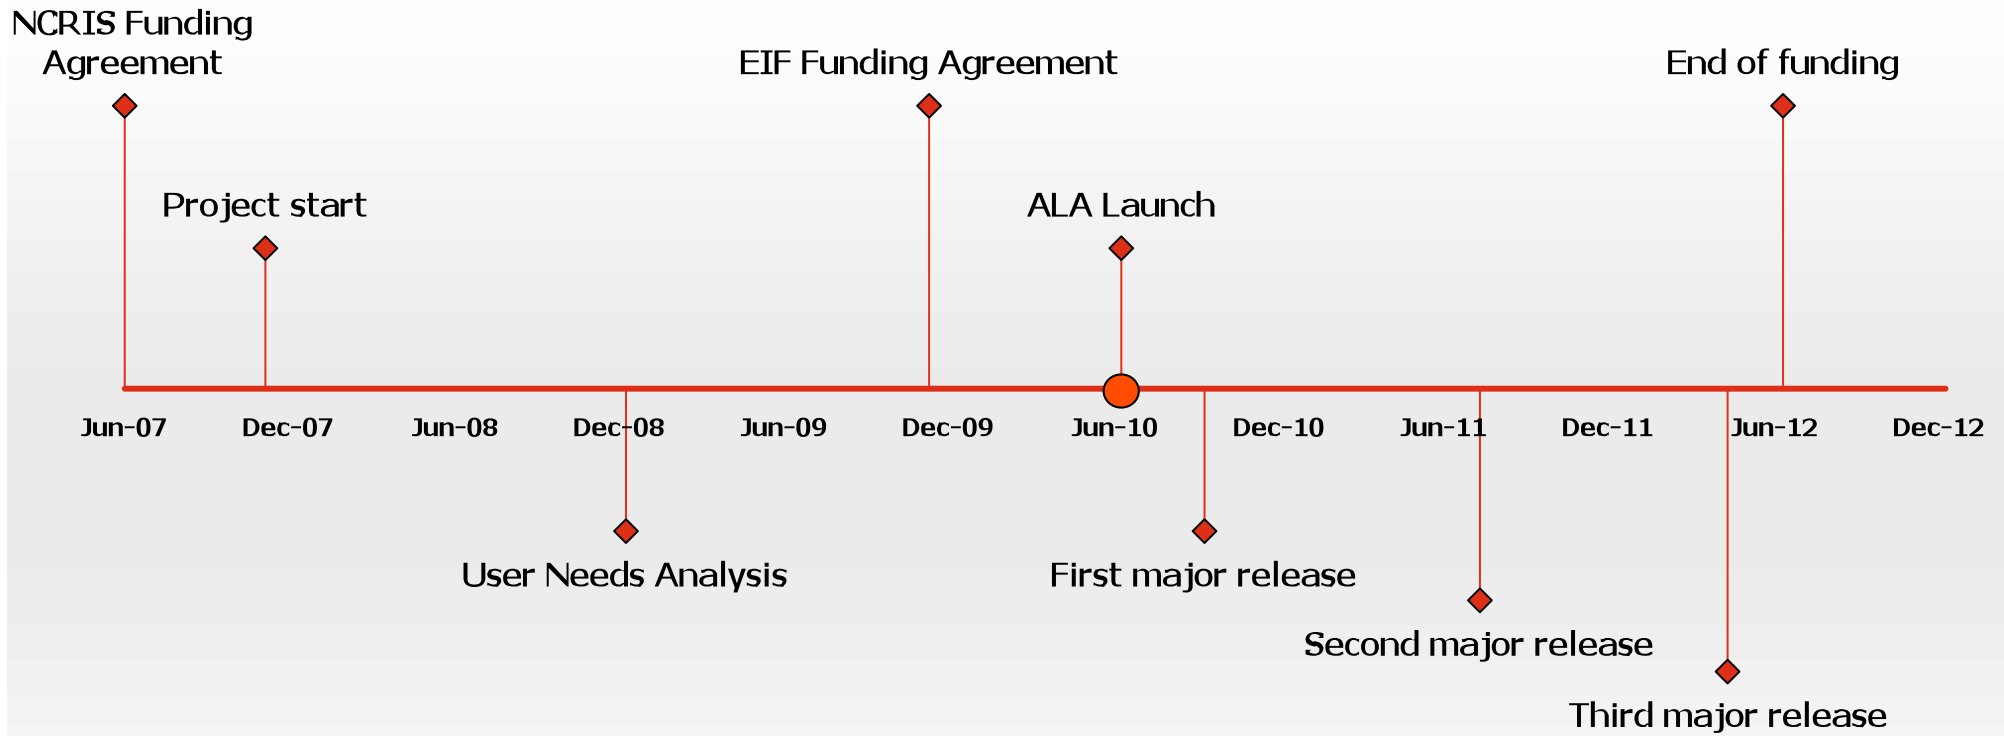 NCRIS Funding
Agreement
EIF Funding Agreement
End of funding
Project start
ALA Launch
Jun-07
Dec-07
Jun-08
Dec-08
Jun-09
Dec-09
Jun-10
Dec-10
Jun-11
Dec-11
Jun-12
Dec-12
User Needs Analysis
First major release
Second major release
Third major release